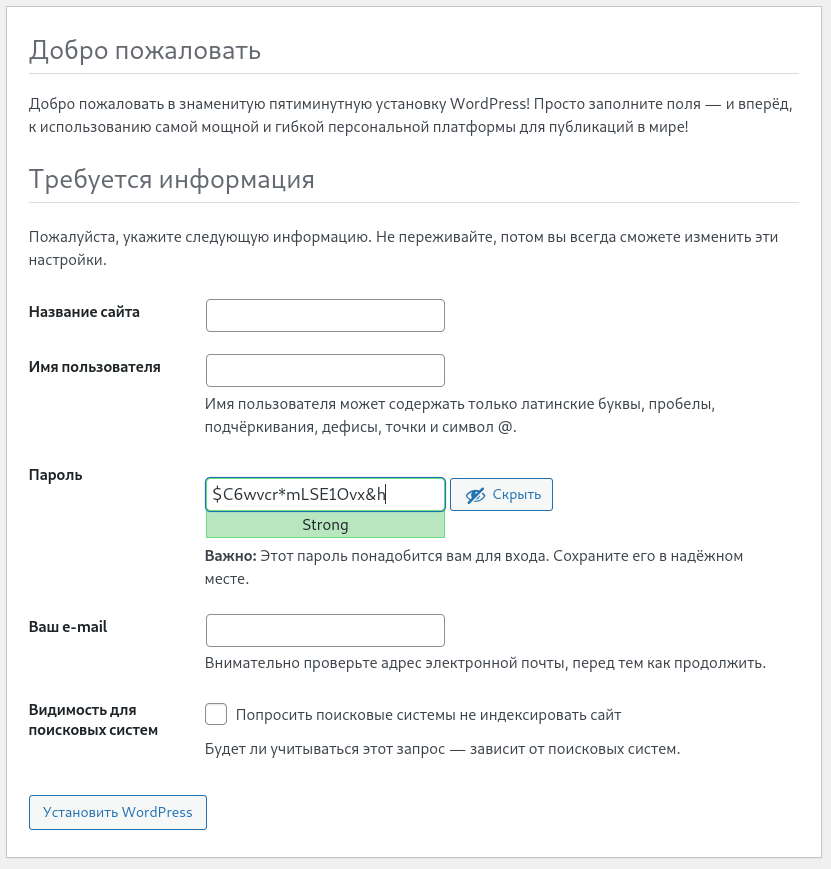 Добро пожаловать
Добро пожаловать в знаменитую пятиминутную установку WordPress! Просто заполните поля — и вперёд,
к использованию самой мощной и гибкой персональной платформы для публикаций в мире!
Требуется информация
Пожалуйста, укажите следующую информацию. Не переживайте, потом вы всегда сможете изменить эти
настройки.
Название сайта
Имя пользователя
Имя пользователя может содержать только латинские буквы, пробелы,
подчёркивания, дефисы, точки и символ @.
Пароль
$C6wvcr*mLSE1Ovx&h Скрыть
Strong
Важно: Этот пароль понадобится вам для входа. Сохраните его в надёжном
месте.
Ваш e-mail
Внимательно проверьте адрес электронной почты, перед тем как продолжить.
Видимость для
поисковых систем
Попросить поисковые системы не индексировать сайт
Будет ли учитываться этот запрос — зависит от поисковых систем.
Установить WordPress